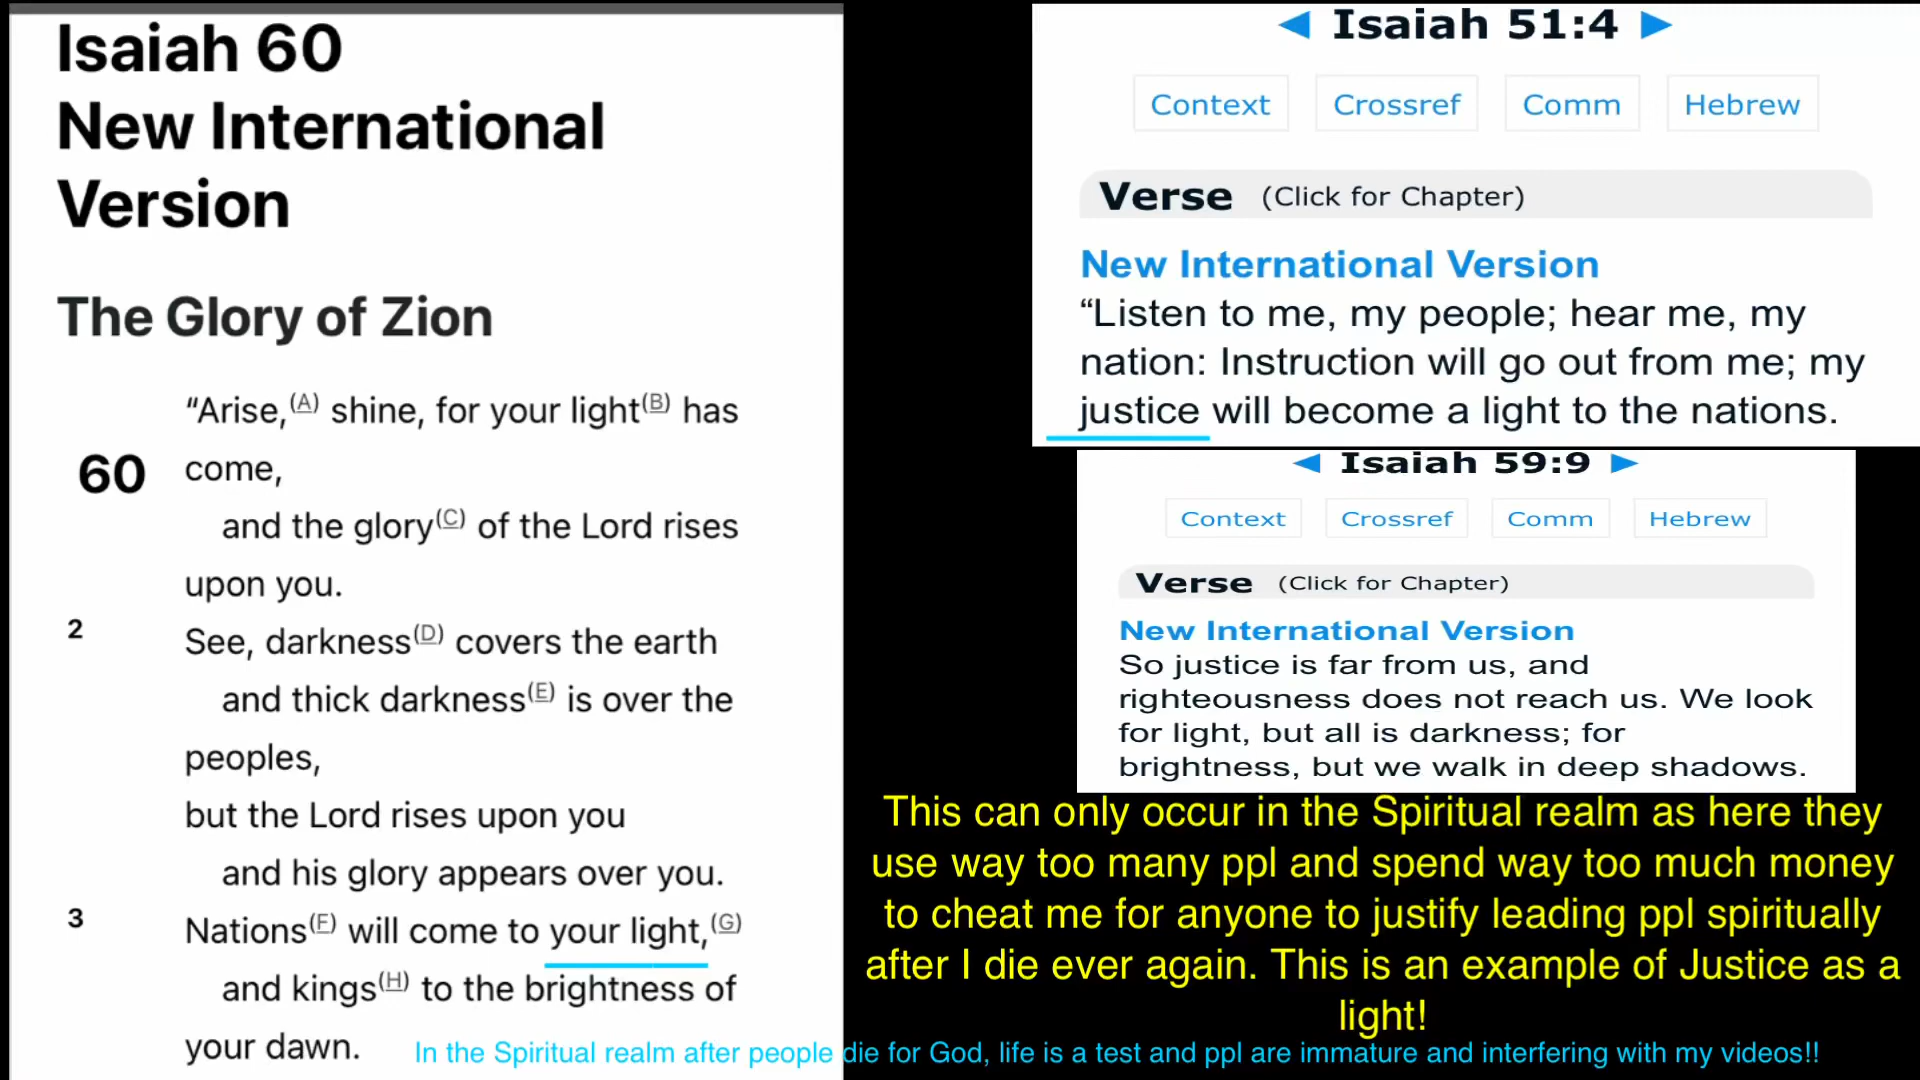 Isaiah 60
New International
Version
The Glory of Zion
“Arise,(A) shine, for your light(B) has
60 come,
and the glory(C) of the Lord rises
upon you.
2 See, darkness(D) covers the earth
and thick darkness(E) is over the
peoples,
but the Lord rises upon you
and his glory appears over you.
3 Nations(F) will come to your light,(G)
and kings(H) to the brightness of
your dawn.
Isaiah 51:4
Context Crossref Comm Hebrew
Verse (Click for Chapter)
New International Version
“Listen to me, my people; hear me, my
nation: Instruction will go out from me; my
justice will become a light to the nations.
Isaiah 59:9
Context Crossref Comm Hebrew
Verse (Click for Chapter)
New International Version
So justice is far from us, and
righteousness does not reach us. We look
for light, but all is darkness; for
brightness, but we walk in deep shadows.
This can only occur in the Spiritual realm as here they
use way too many ppl and spend way too much money
to cheat me for anyone to justify leading ppl spiritually
after I die ever again. This is an example of Justice as a
light!
In the Spiritual realm after people die for God, life is a test and ppl are immature and interfering with my videos!!